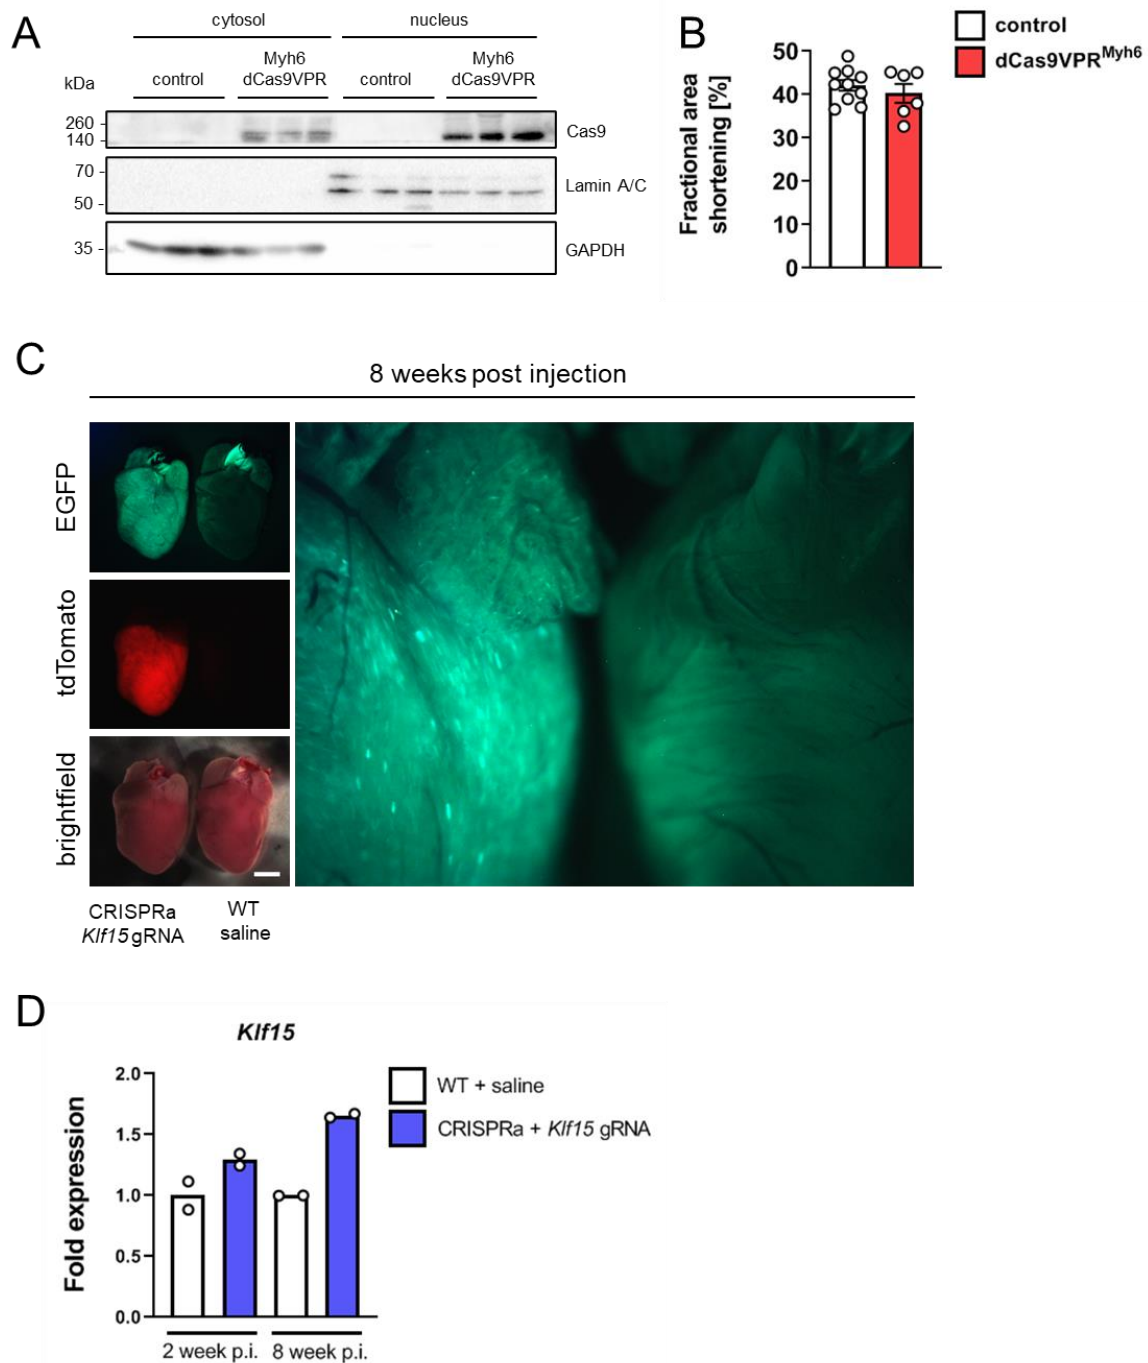 A
cytosol
nucleus
kDa
control
Myh6
dCas9VPR
control
Myh6
dCas9VPR
260 -
140 -
Cas9
70 -
50 -
Lamin A/C
35 -
GAPDH
B
control
dCas9VPRMyh6
Fractional area
shortening [%]
50
40
30
20
10
0
C
8 weeks post injection
EGFP
tdTomato
brightfield
CRISPRa
Klf15 gRNA
WT
saline
D
Klf15
Fold expression
2.0
1.5
1.0
0.5
0.0
WT + saline
CRISPRa + Klf15 gRNA
2 week p.i.
8 week p.i.